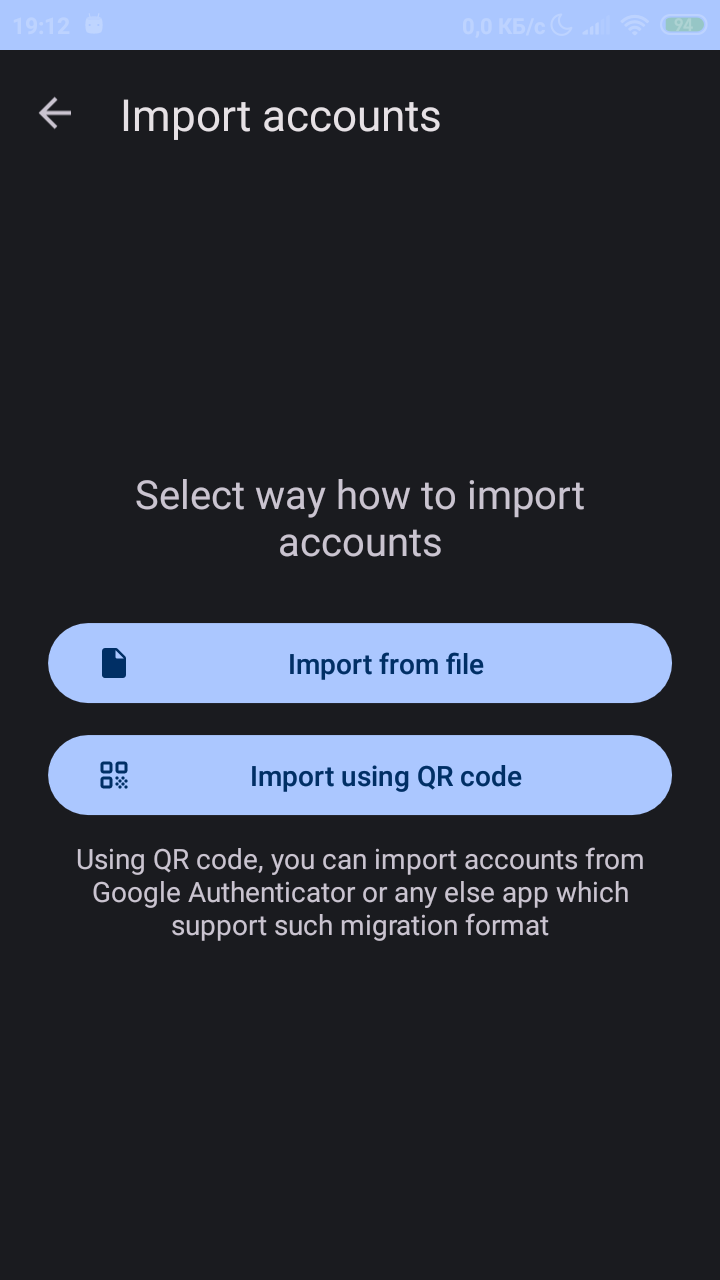 19:12 0,0 КБ/с 94
Import accounts
Select way how to import
accounts
Import from file
Import using QR code
Using QR code, you can import accounts from
Google Authenticator or any else app which
support such migration format